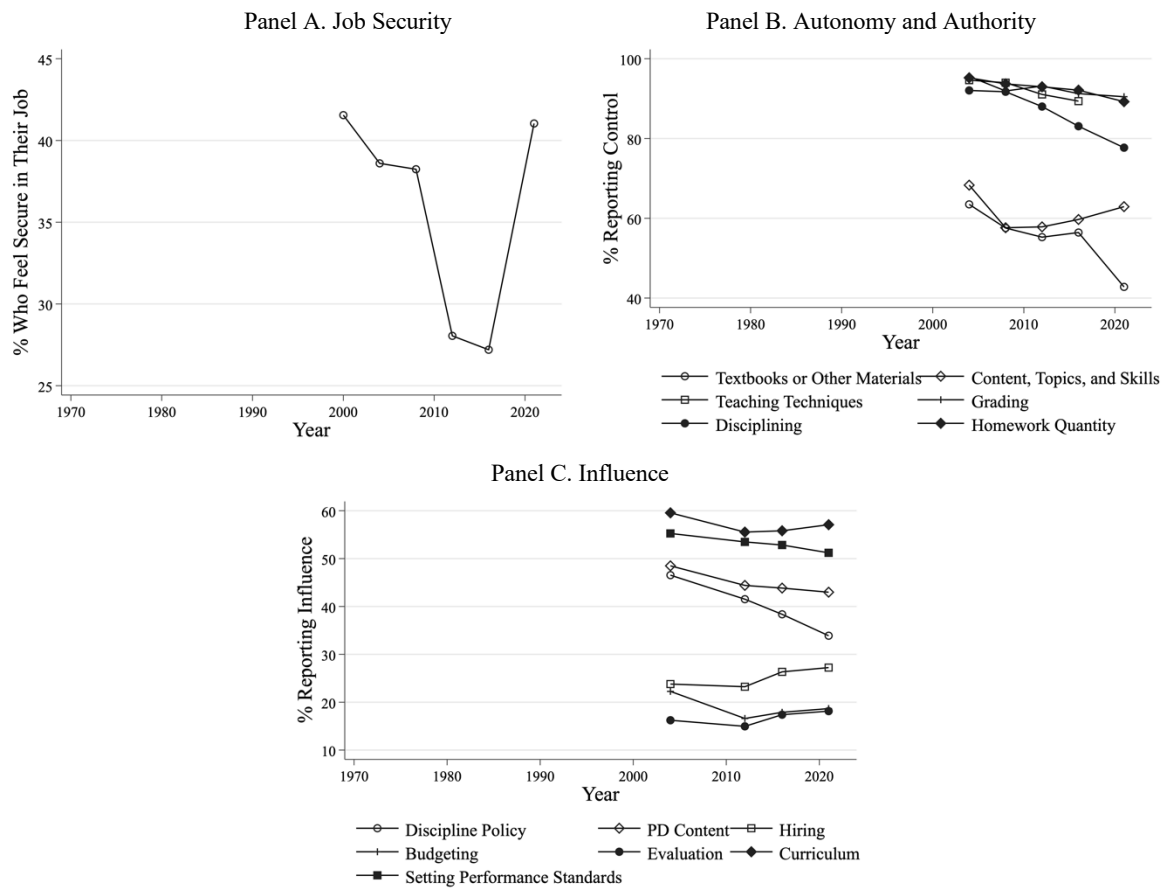 Panel A. Job Security
% Who Feel Secure in Their Job
45
40
35
30
25
1970 1980 1990 2000 2010 2020
Year
Panel B. Autonomy and Authority
% Reporting Control
100
80
60
40
1970 1980 1990 2000 2010 2020
Year
Textbooks or Other Materials Content, Topics, and Skills
Teaching Techniques Grading
Disciplining Homework Quantity
Panel C. Influence
% Reporting Influence
60
50
40
30
20
10
1970 1980 1990 2000 2010 2020
Year
Discipline Policy PD Content Hiring
Budgeting Evaluation Curriculum
Setting Performance Standards